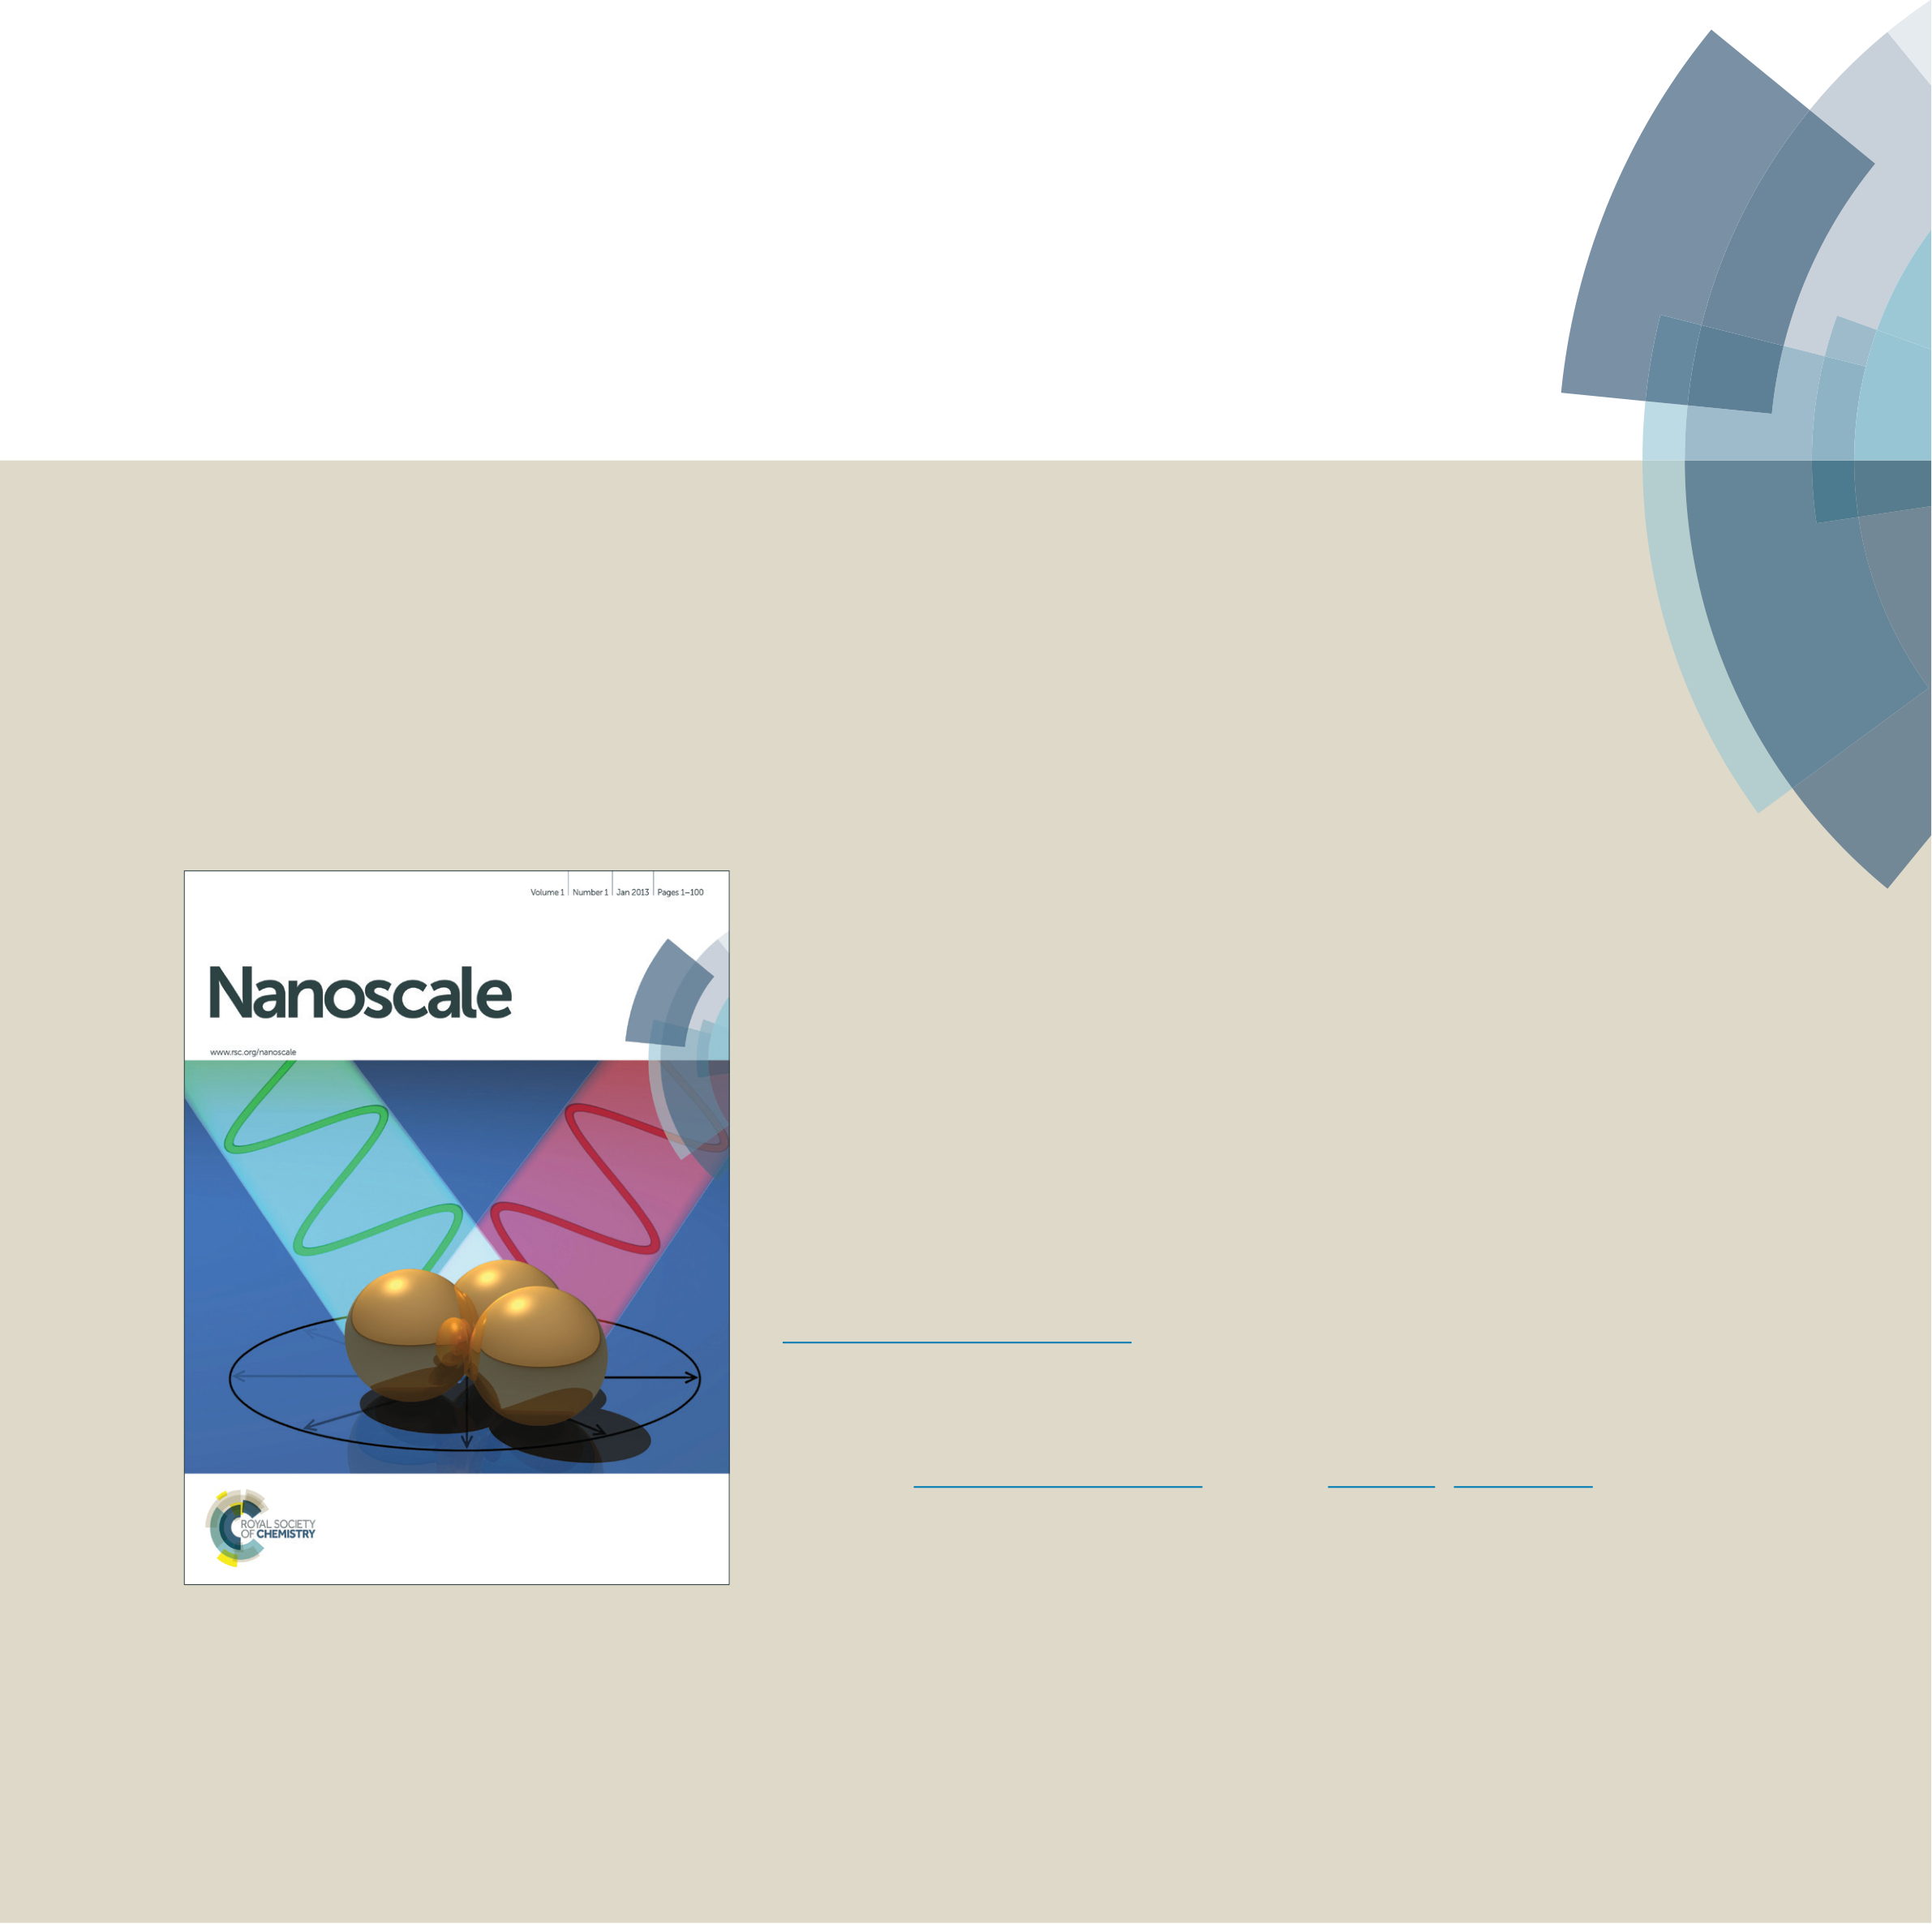 Volume 1 | Number 1 | Jan 2013 | Pages 1–100
Nanoscale
www.rsc.org/nanoscale
ROYAL SOCIETY
OF CHEMISTRY